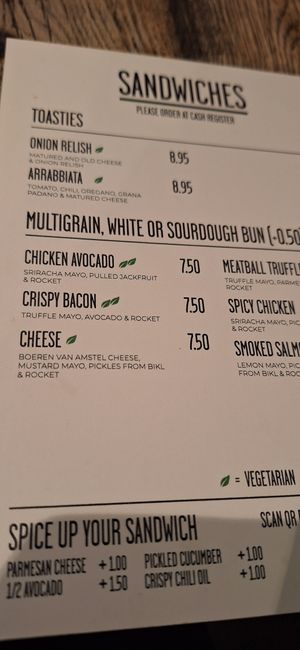 SANDWICHES
PLEASE ORDER AT CASH REGISTER
TOASTIES
ONION RELISH 8.95
MATURED AND OLD CHEESE
& ONION RELISH
ARRABBIATA 8.95
TOMATO, CHILI, OREGANO, GRANA
PADANO & MATURED CHEESE
MULTIGRAIN, WHITE OR SOURDOUGH BUN (-0.50
CHICKEN AVOCADO 7.50
SRIRACHA MAYO, PULLED JACKFRUIT
& ROCKET
CRISPY BACON 7.50
TRUFFLE MAYO, AVOCADO & ROCKET
CHEESE 7.50
BOEREN VAN AMSTEL CHEESE,
MUSTARD MAYO, PICKLES FROM BIKL
& ROCKET
MEATBALL TRUFFL
TRUFFLE MAYO, PARME
ROCKET
SPICY CHICKEN
SRIRACHA MAYO, PIC
& ROCKET
SMOKED SALM
LEMON MAYO, PIC
FROM BIKL & ROC
= VEGETARIAN
SPICE UP YOUR SANDWICH
SCAN QR
PARMESAN CHEESE +1.00 PICKLED CUCUMBER +1.00
1/2 AVOCADO +1.50 CRISPY CHILI OIL +1.00